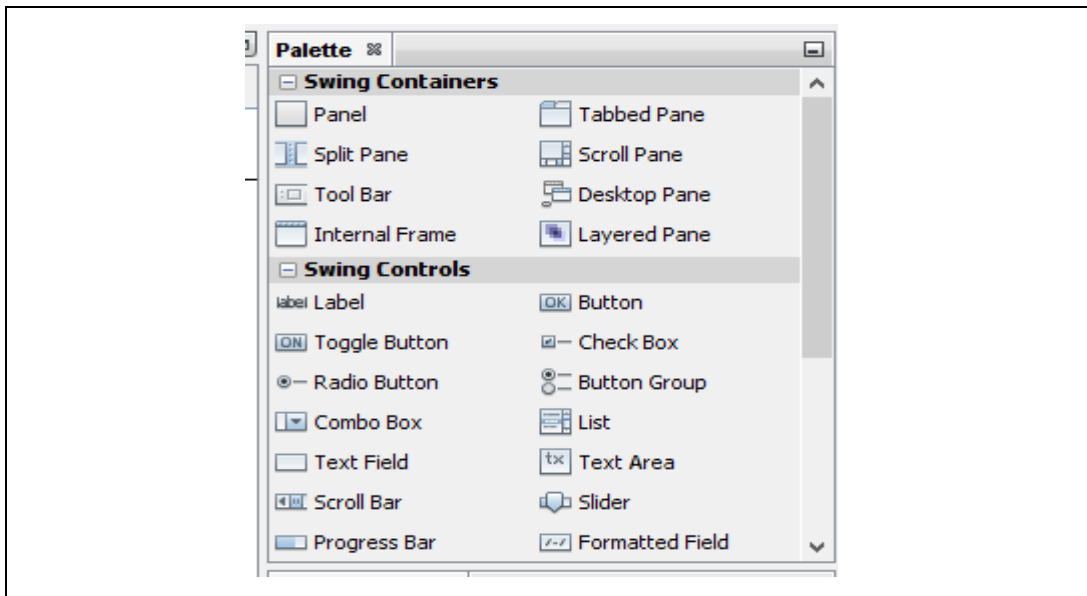 Palette
Swing Containers
Panel Tabbed Pane
Split Pane Scroll Pane
Tool Bar Desktop Pane
Internal Frame Layered Pane
Swing Controls
label Label OK Button
ON Toggle Button Check Box
Radio Button Button Group
Combo Box List
Text Field tx Text Area
Scroll Bar Slider
Progress Bar Formatted Field